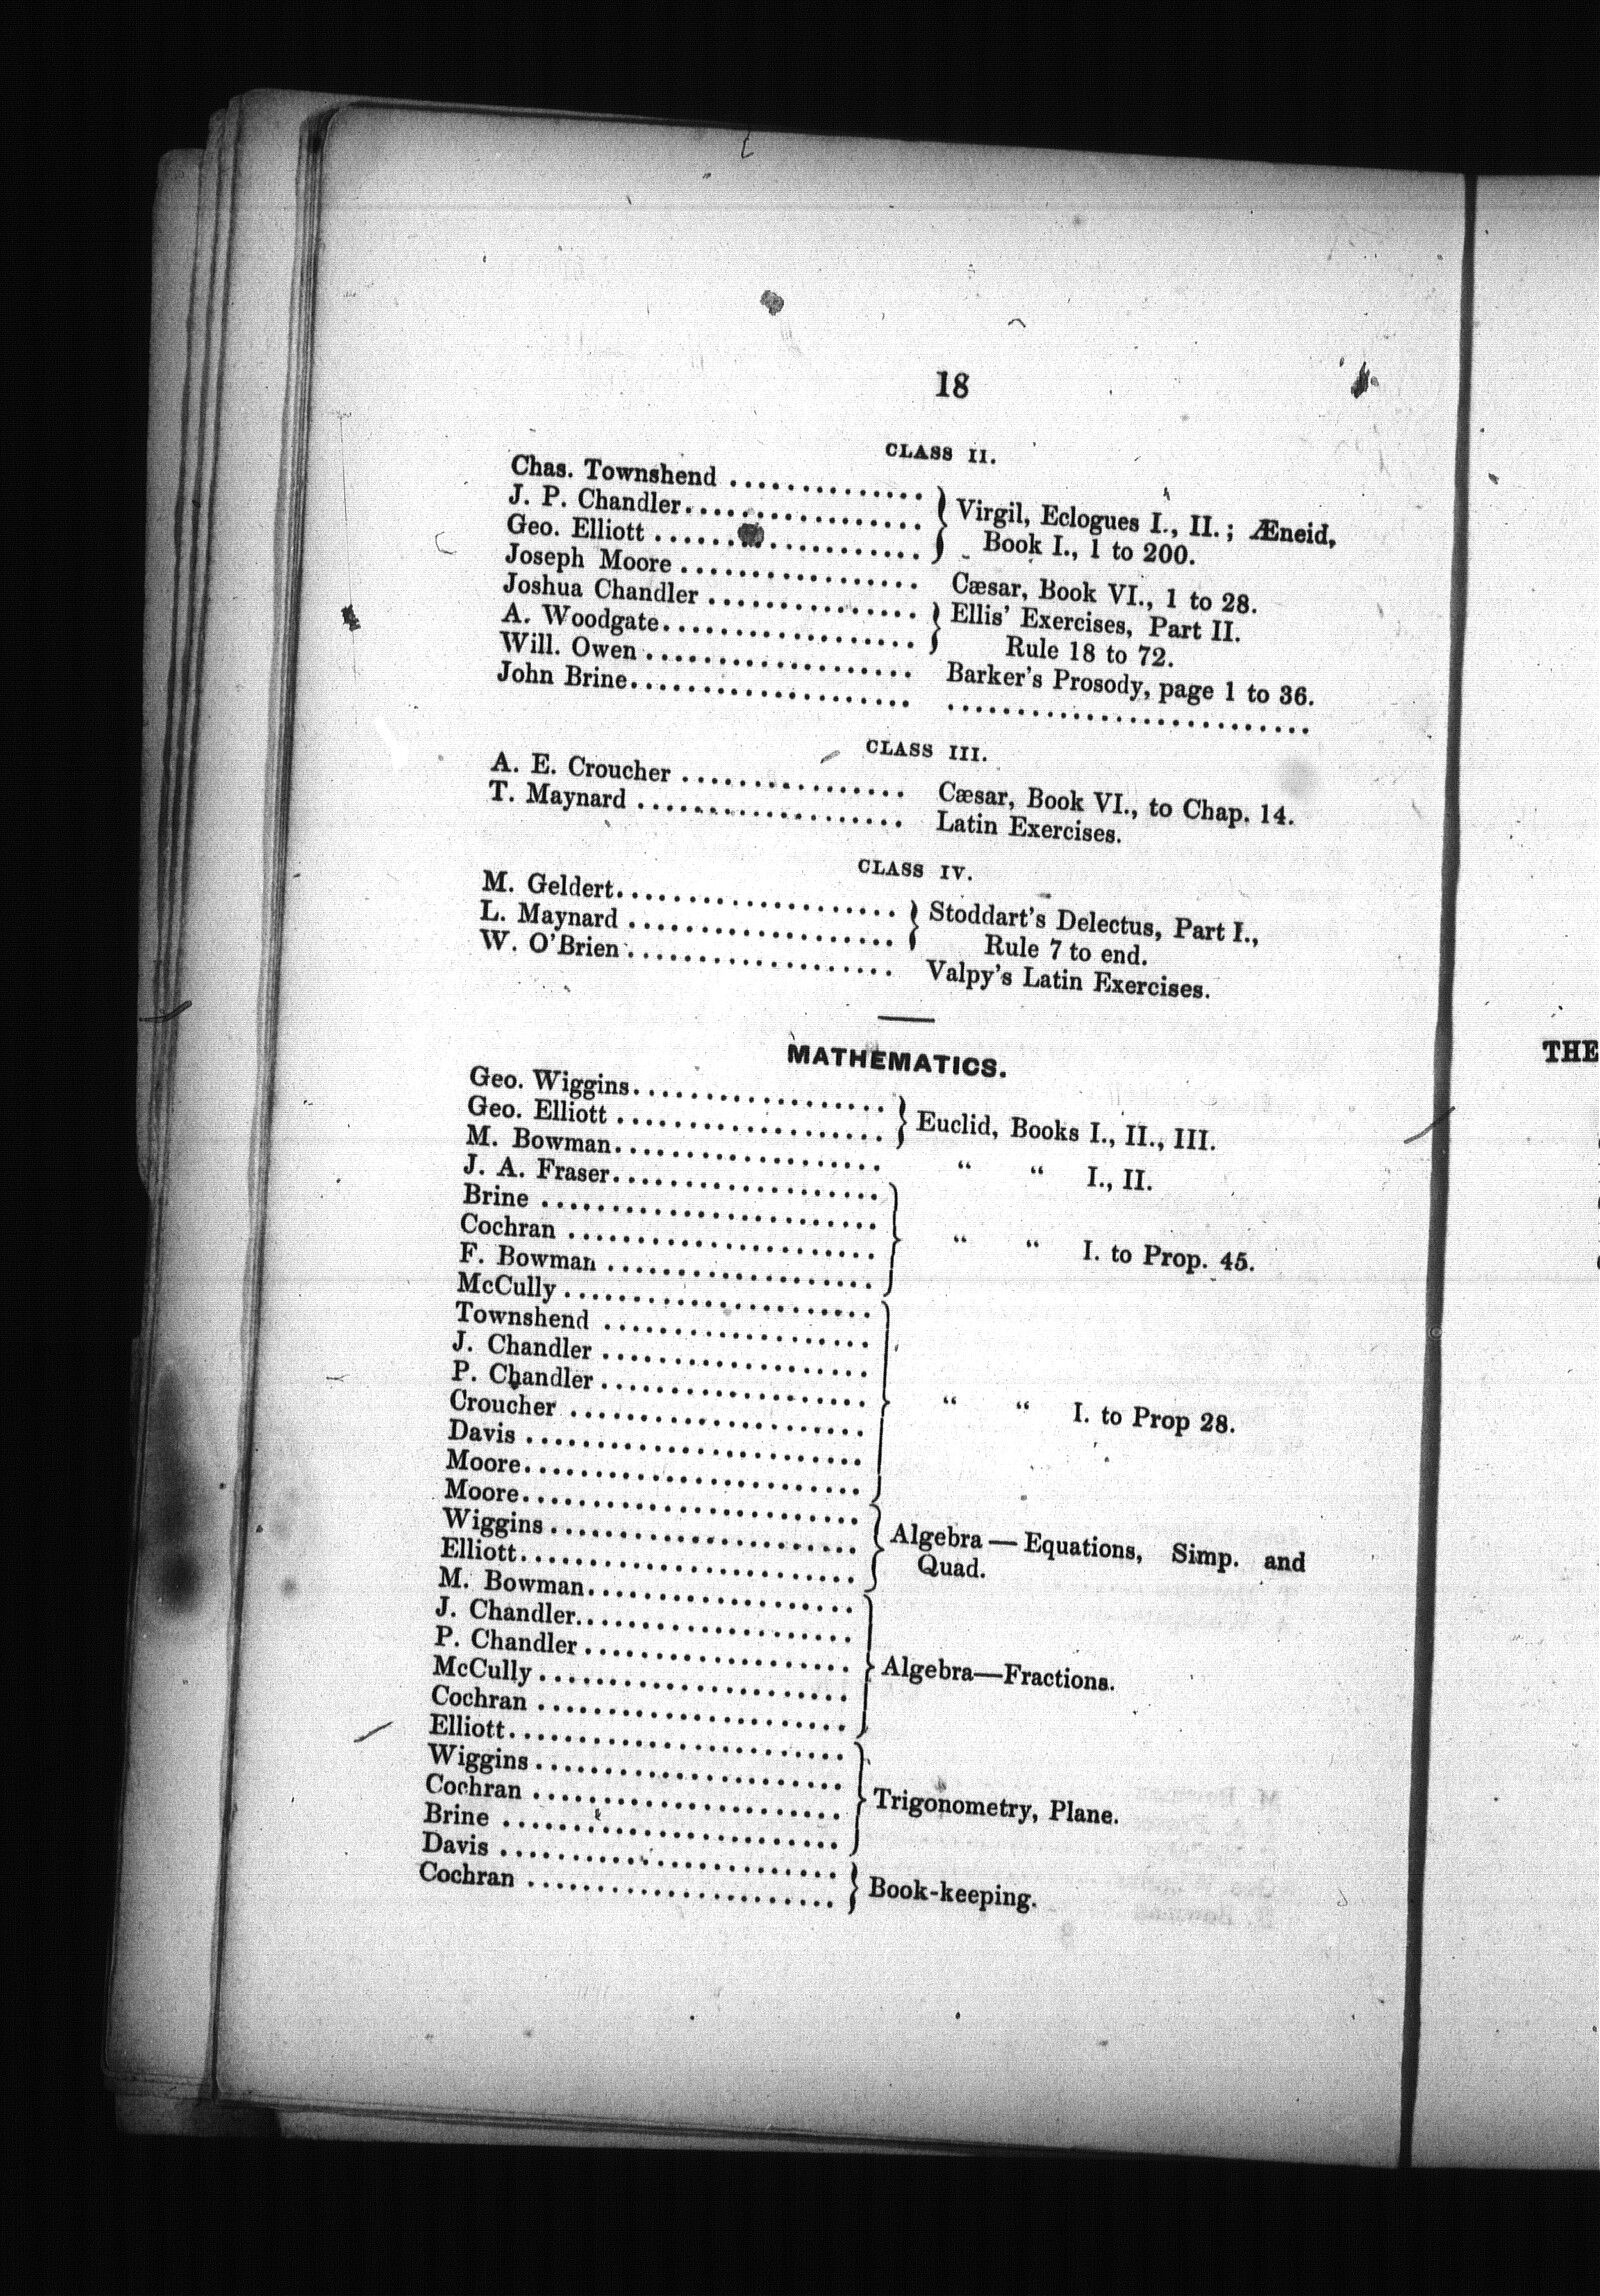 18
CLASS II.
Chas. Townshend ..............
J. P. Chandler................. } Virgil, Eclogues I., II.; Æneid,
Geo. Elliott ................... Book I., 1 to 200.
Joseph Moore ................. Cæsar, Book VI., 1 to 28.
Joshua Chandler ............... } Ellis' Exercises, Part II.
A. Woodgate.................. Rule 18 to 72.
Will. Owen ................... Barker's Prosody, page 1 to 36.
John Brine.................... ..........................
CLASS III.
A. E. Croucher ................ Cæsar, Book VI., to Chap. 14.
T. Maynard ................... Latin Exercises.
CLASS IV.
M. Geldert.................... } Stoddart's Delectus, Part I.,
L. Maynard ................... Rule 7 to end.
W. O'Brien ................... Valpy's Latin Exercises.
MATHEMATICS.
Geo. Wiggins.................. } Euclid, Books I., II., III.
Geo. Elliott ...................
M. Bowman................... “ “ I., II.
J. A. Fraser...................
Brine ........................ } “ “ I. to Prop. 45.
Cochran ......................
F. Bowman ...................
McCully ......................
Townshend ...................
J. Chandler ...................
P. Chandler ................... } “ “ I. to Prop 28.
Croucher .....................
Davis ........................
Moore........................
Moore........................
Wiggins ...................... } Algebra — Equations, Simp. and
Elliott........................ Quad.
M. Bowman...................
J. Chandler....................
P. Chandler ................... } Algebra—Fractions.
McCully ......................
Cochran ......................
Elliott........................
Wiggins ......................
Cochran ...................... } Trigonometry, Plane.
Brine ........................
Davis ........................ } Book-keeping.
Cochran ......................
THE